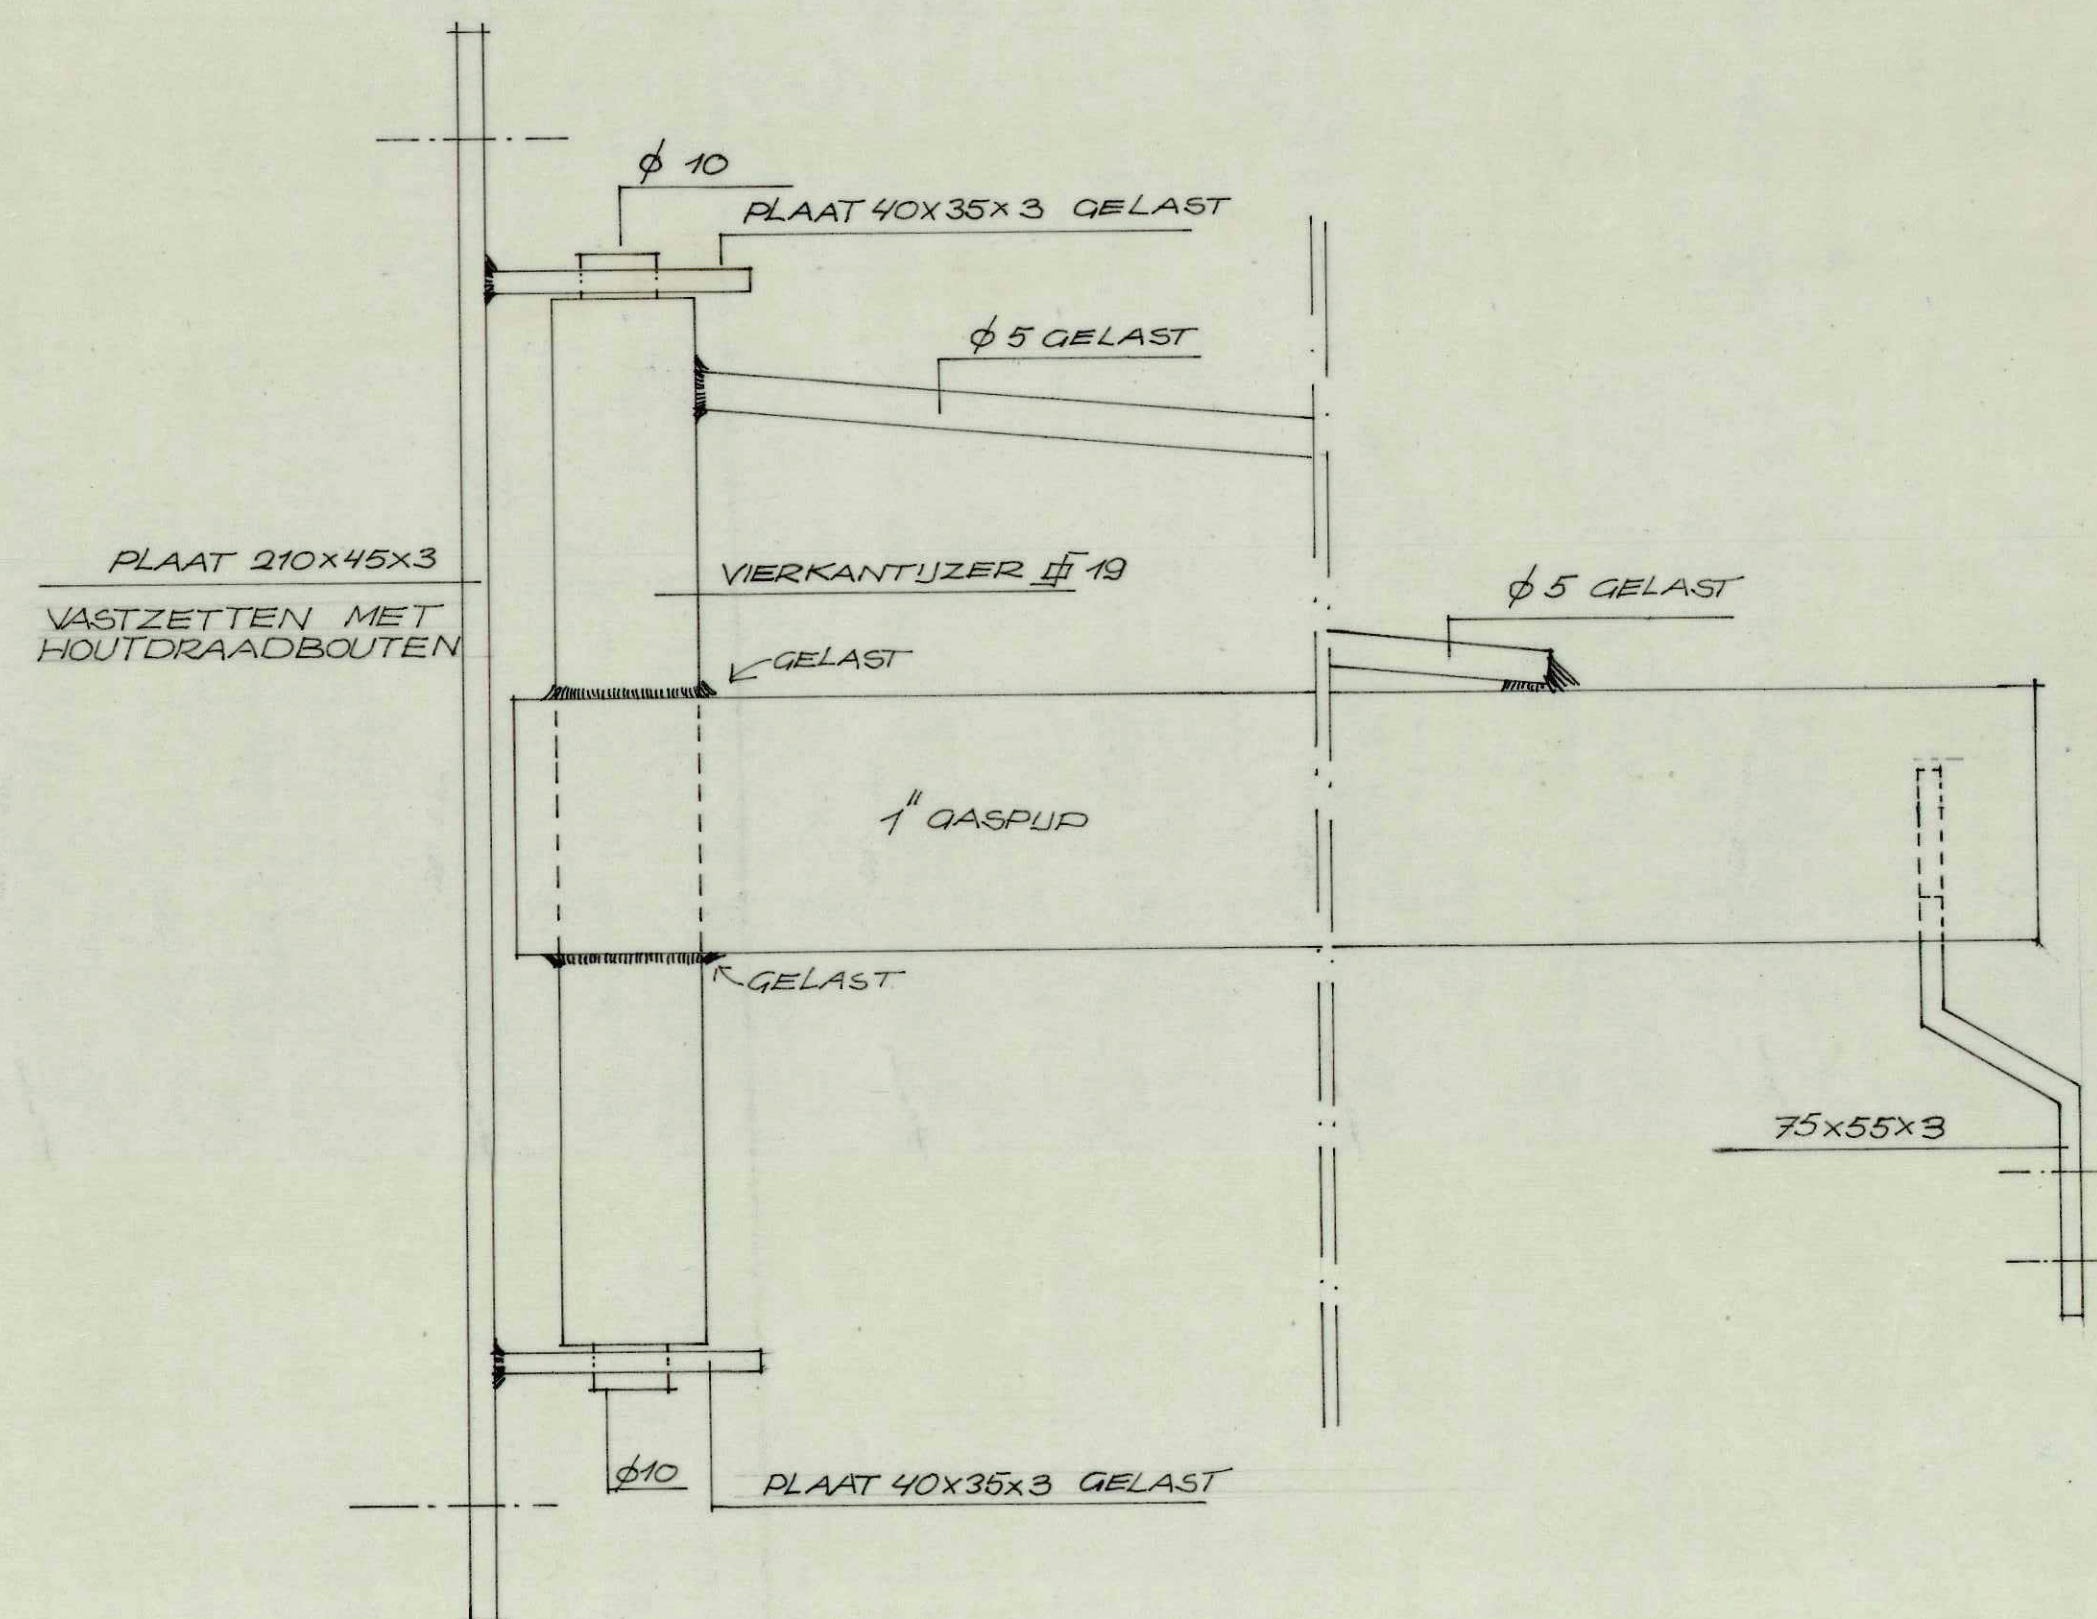 φ 10
PLAAT 40x35x3 GELAST
φ 5 GELAST
PLAAT 210x45x3
VASTZETTEN MET
HOUTDRAADBOUTEN
VIERKANTIJZER 19
φ 5 GELAST
GELAST
1" GASPIJP
GELAST
75x55x3
φ10
PLAAT 40x35x3 GELAST